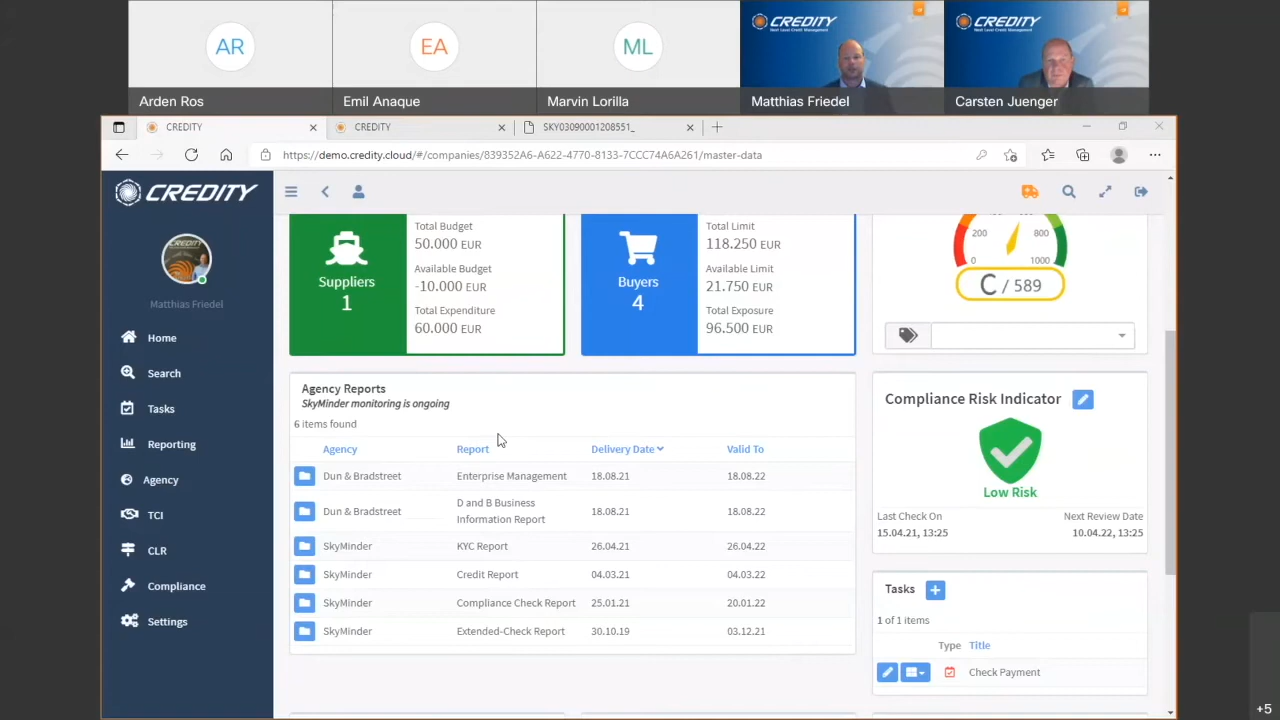 AR
EA
ML
CREDITY
Next Level Credit Management
CREDITY
Next Level Credit Management
Arden Ros
Emil Anaque
Marvin Lorilla
Matthias Friedel
Carsten Juenger
CREDITY
CREDITY
SKY03090001208551_
https://demo.credity.cloud/#/companies/839352A6-A622-4770-8133-7CCC74A6A261/master-data
CREDITY
Matthias Friedel
Home
Search
Tasks
Reporting
Agency
TCI
CLR
Compliance
Settings
Suppliers
1
Total Budget
50.000 EUR
Available Budget
-10.000 EUR
Total Expenditure
60.000 EUR
Buyers
4
Total Limit
118.250 EUR
Available Limit
21.750 EUR
Total Exposure
96.500 EUR
200
800
0
1000
C / 589
Agency Reports
SkyMinder monitoring is ongoing
6 items found
Agency Report Delivery Date Valid To
Dun & Bradstreet Enterprise Management 18.08.21 18.08.22
Dun & Bradstreet D and B Business Information Report 18.08.21 18.08.22
SkyMinder KYC Report 26.04.21 26.04.22
SkyMinder Credit Report 04.03.21 04.03.22
SkyMinder Compliance Check Report 25.01.21 20.01.22
SkyMinder Extended-Check Report 30.10.19 03.12.21
Compliance Risk Indicator
Low Risk
Last Check On Next Review Date
15.04.21, 13:25 10.04.22, 13:25
Tasks
1 of 1 items
Type Title
Check Payment
+5